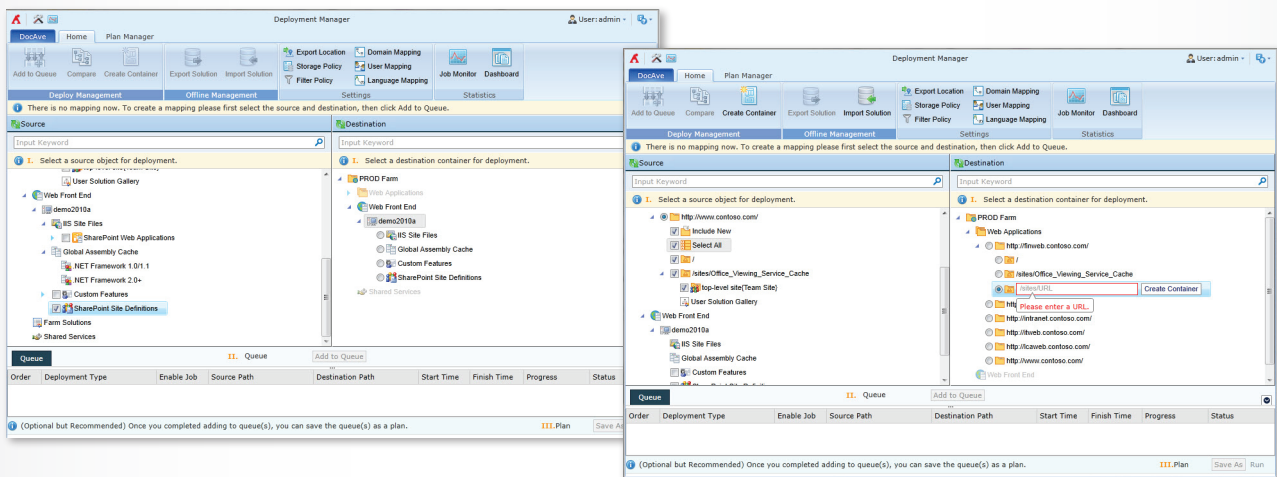 Deployment Manager
User: admin
DocAve Home Plan Manager
Add to Queue Compare Create Container Export Solution Import Solution
Export Location Domain Mapping
Storage Policy User Mapping
Filter Policy Language Mapping
Job Monitor Dashboard
Deploy Management Offline Management Settings Statistics
There is no mapping now. To create a mapping please first select the source and destination, then click Add to Queue.
Source Destination
Input Keyword Input Keyword
I. Select a source object for deployment. I. Select a destination container for deployment.
User Solution Gallery
Web Front End
demo2010a
IIS Site Files
SharePoint Web Applications
Global Assembly Cache
.NET Framework 1.0/1.1
.NET Framework 2.0+
Custom Features
SharePoint Site Definitions
Farm Solutions
Shared Services
PROD Farm
Web Applications
Web Front End
demo2010a
IIS Site Files
Global Assembly Cache
Custom Features
SharePoint Site Definitions
Shared Services
Queue II. Queue Add to Queue
Order Deployment Type Enable Job Source Path Destination Path Start Time Finish Time Progress Status
(Optional but Recommended) Once you completed adding to queue(s), you can save the queue(s) as a plan. III.Plan Save
Deployment Manager
User: admin
DocAve Home Plan Manager
Add to Queue Compare Create Container Export Solution Import Solution
Export Location Domain Mapping
Storage Policy User Mapping
Filter Policy Language Mapping
Job Monitor Dashboard
Deploy Management Offline Management Settings Statistics
There is no mapping now. To create a mapping please first select the source and destination, then click Add to Queue.
Source Destination
Input Keyword Input Keyword
I. Select a source object for deployment. I. Select a destination container for deployment.
http://www.contoso.com/
Include New
Select All
/
/sites/Office_Viewing_Service_Cache
top-level site(Team Site)
User Solution Gallery
Web Front End
demo2010a
IIS Site Files
Global Assembly Cache
Custom Features
PROD Farm
Web Applications
http://finweb.contoso.com/
/
/sites/Office_Viewing_Service_Cache
/sites/URL Create Container
http
Please enter a URL.
http://intranet.contoso.com/
http://itweb.contoso.com/
http://lcaweb.contoso.com/
http://www.contoso.com/
Web Front End
Queue II. Queue Add to Queue
Order Deployment Type Enable Job Source Path Destination Path Start Time Finish Time Progress Status
(Optional but Recommended) Once you completed adding to queue(s), you can save the queue(s) as a plan. III.Plan Save As Run